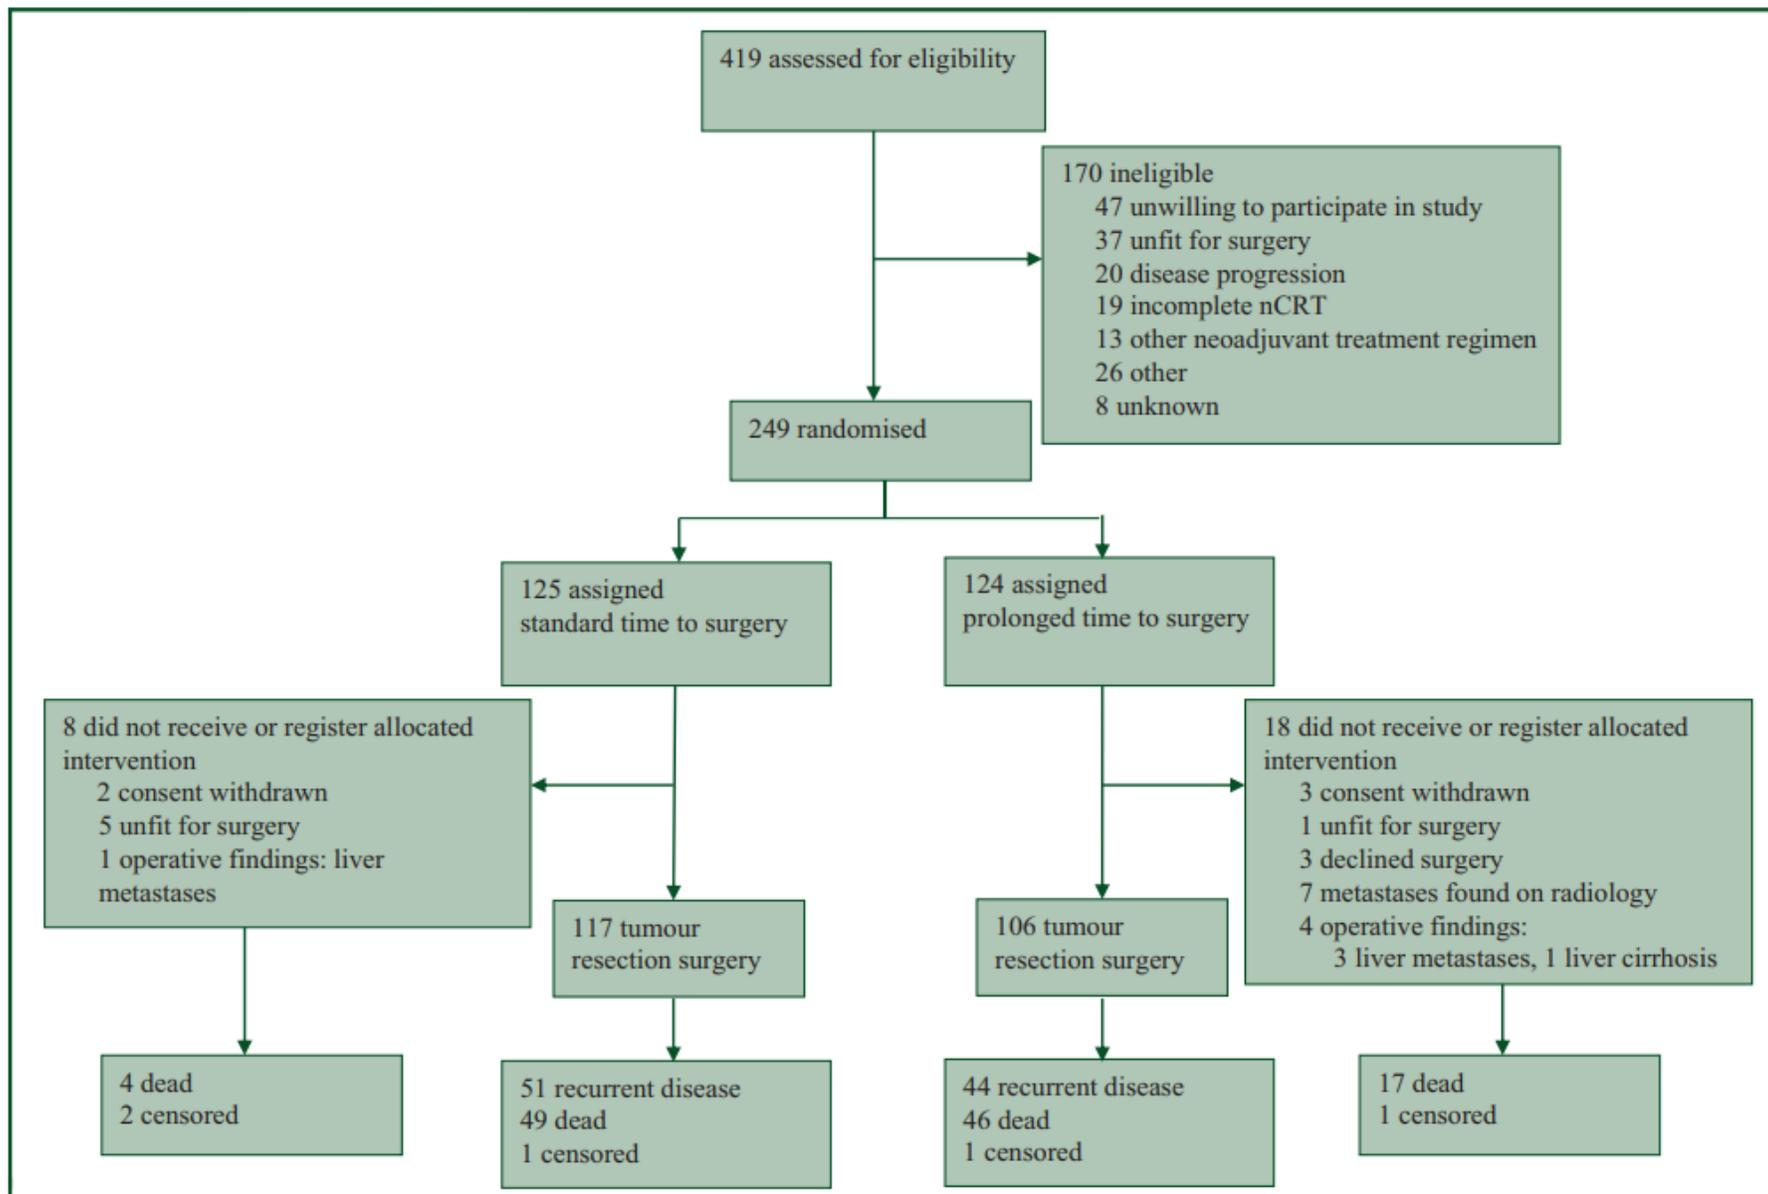 419 assessed for eligibility
170 ineligible
47 unwilling to participate in study
37 unfit for surgery
20 disease progression
19 incomplete nCRT
13 other neoadjuvant treatment regimen
26 other
8 unknown
249 randomised
125 assigned
standard time to surgery
124 assigned
prolonged time to surgery
8 did not receive or register allocated
intervention
2 consent withdrawn
5 unfit for surgery
1 operative findings: liver
metastases
18 did not receive or register allocated
intervention
3 consent withdrawn
1 unfit for surgery
3 declined surgery
7 metastases found on radiology
4 operative findings:
3 liver metastases, 1 liver cirrhosis
117 tumour
resection surgery
106 tumour
resection surgery
4 dead
2 censored
51 recurrent disease
49 dead
1 censored
44 recurrent disease
46 dead
1 censored
17 dead
1 censored